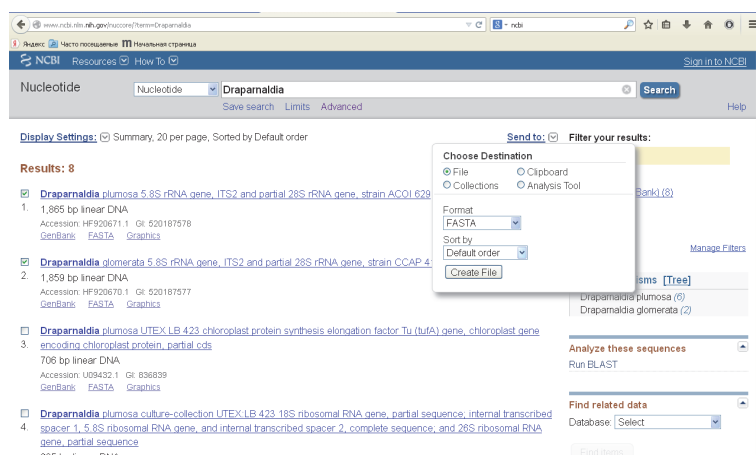 www.ncbi.nlm.nih.gov/nuccore/?term=Draparnaldia
ncbi
Яндекс Часто посещаемые Начальная страница
NCBI Resources How To Sign in to NCBI
Nucleotide Nucleotide Draparnaldia Search
Save search Limits Advanced Help
Display Settings: Summary, 20 per page, Sorted by Default order Send to: Filter your results:
Choose Destination
File Clipboard
Collections Analysis Tool
Format
FASTA
Sort by
Default order
Create File
Bank) (8)
Manage Filters
isms [Tree]
Draparnaldia plumosa (6)
Draparnaldia glomerata (2)
Analyze these sequences
Run BLAST
Find related data
Database: Select
Find items
Results: 8
Draparnaldia plumosa 5.8S rRNA gene, ITS2 and partial 28S rRNA gene, strain ACOI 629
1. 1,865 bp linear DNA
Accession: HF920671.1 GI: 520187578
GenBank FASTA Graphics
Draparnaldia glomerata 5.8S rRNA gene, ITS2 and partial 28S rRNA gene, strain CCAP 4
2. 1,859 bp linear DNA
Accession: HF920670.1 GI: 520187577
GenBank FASTA Graphics
Draparnaldia plumosa UTEX LB 423 chloroplast protein synthesis elongation factor Tu (tufA) gene, chloroplast gene
3. encoding chloroplast protein, partial cds
706 bp linear DNA
Accession: U09432.1 GI: 836839
GenBank FASTA Graphics
Draparnaldia plumosa culture-collection UTEX:LB 423 18S ribosomal RNA gene, partial sequence; internal transcribed
4. spacer 1, 5.8S ribosomal RNA gene, and internal transcribed spacer 2, complete sequence; and 26S ribosomal RNA
gene, partial sequence